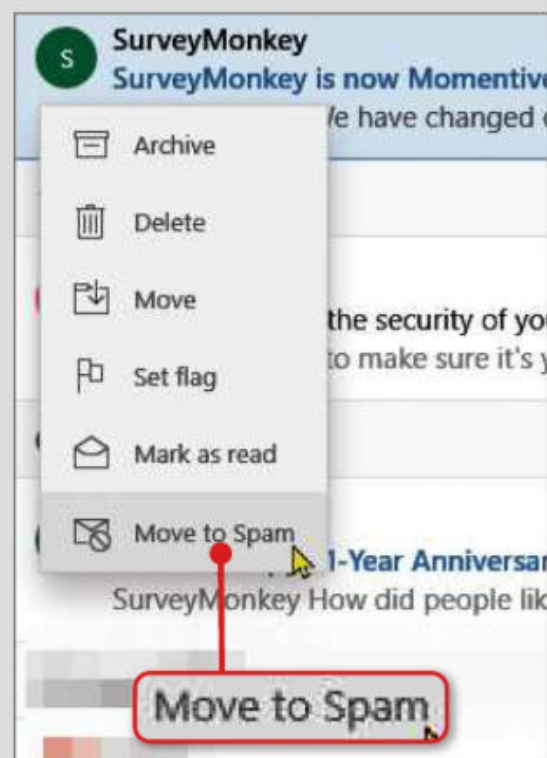 S
SurveyMonkey
SurveyMonkey is now Momentive
e have changed
Archive
Delete
Move
the security of yo
to make sure it's y
Set flag
Mark as read
Move to Spam
1-Year Anniversar
SurveyMonkey How did people lik
Move to Spam